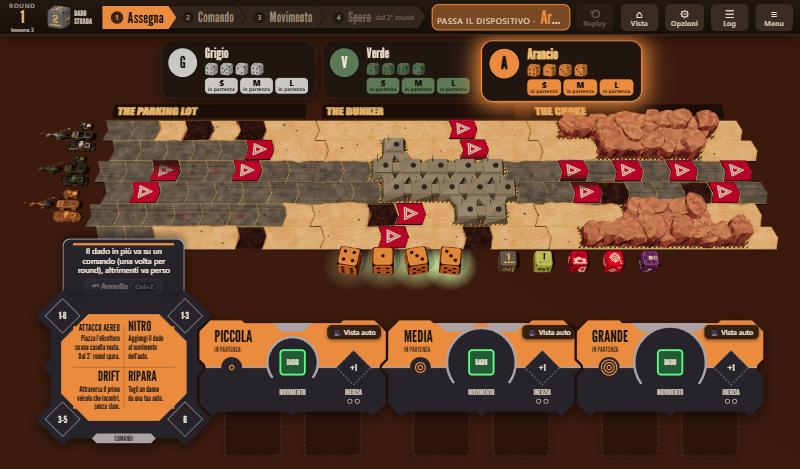 ROUND
1
2
DADO
STRADA
1 Assegna
2 Comando
3 Movimento
4 Sparo dal 2° round
PASSA IL DISPOSITIVO · Ar...
Replay
Vista
Opzioni
Log
Menu
G
Grigio
S
in partenza
M
in partenza
L
in partenza
V
Verde
S
in partenza
M
in partenza
L
in partenza
A
Arancio
S
in partenza
M
in partenza
L
in partenza
THE PARKING LOT
THE BUNKER
THE CHOKE
Il dado in più va su un
comando (una volta per
round), altrimenti va perso
Annulla Ctrl+Z
1-6
1-3
3-5
6
ATTACCO AEREO
Piazza l'elicottero
su una casella vuota.
Dal 2° round spara.
NITRO
Aggiungi il dado
al movimento
dell'auto.
DRIFT
Attraversa il primo
veicolo che incontri,
senza slam.
RIPARA
Togli un danno
da una tua auto.
COMANDI
PICCOLA
IN PARTENZA
Vista auto
DADO
+1
MOVIMENTO
INERZIA
MEDIA
IN PARTENZA
Vista auto
DADO
+1
MOVIMENTO
INERZIA
GRANDE
IN PARTENZA
Vista auto
DADO
+1
MOVIMENTO
INERZIA